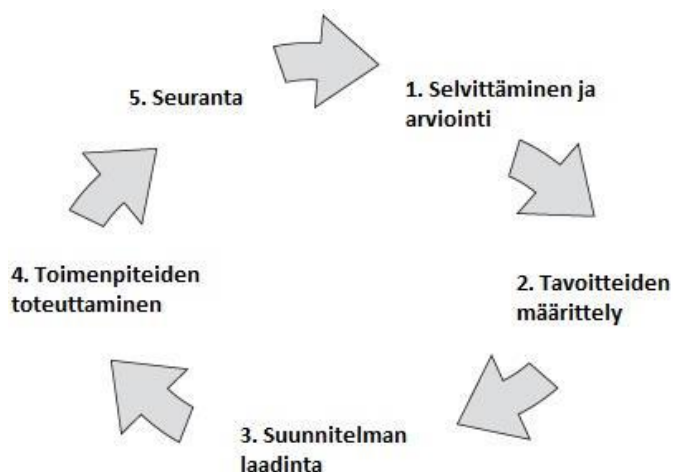 1. Selvittäminen ja
arviointi
2. Tavoitteiden
määrittely
3. Suunnitelman
laadinta
4. Toimenpiteiden
toteuttaminen
5. Seuranta